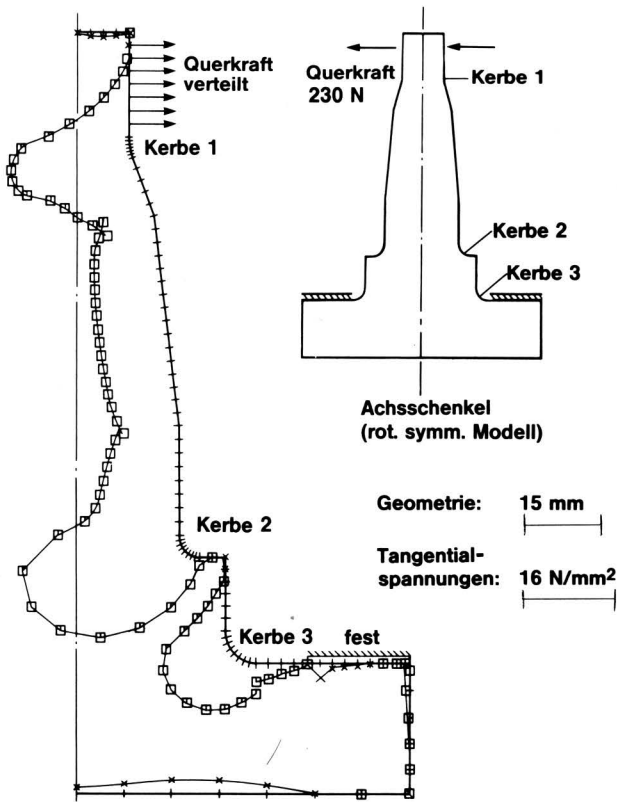 Querkraft
verteilt
Kerbe 1
Kerbe 2
Kerbe 3 fest
Querkraft
230 N
Kerbe 1
Kerbe 2
Kerbe 3
Achsschenkel
(rot. symm. Modell)
Geometrie: 15 mm
Tangential-
spannungen: 16 N/mm²